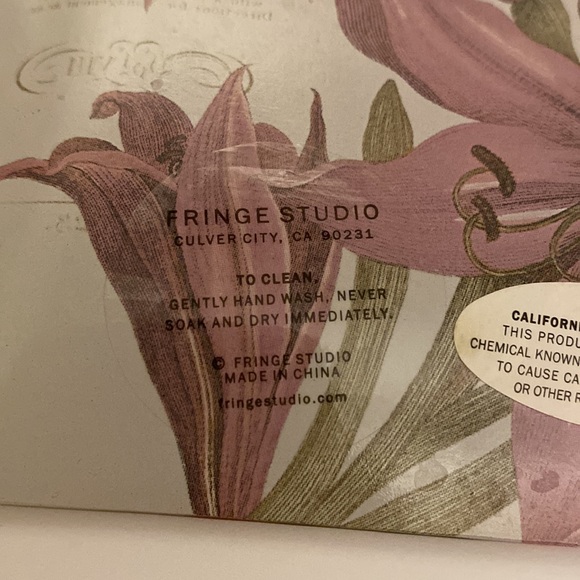 FRINGE STUDIO
CULVER CITY, CA 90231
TO CLEAN,
GENTLY HAND WASH, NEVER
SOAK AND DRY IMMEDIATELY.
© FRINGE STUDIO
MADE IN CHINA
fringestudio.com
CALIFORN
THIS PRODU
CHEMICAL KNOWN
TO CAUSE CA
OR OTHER R